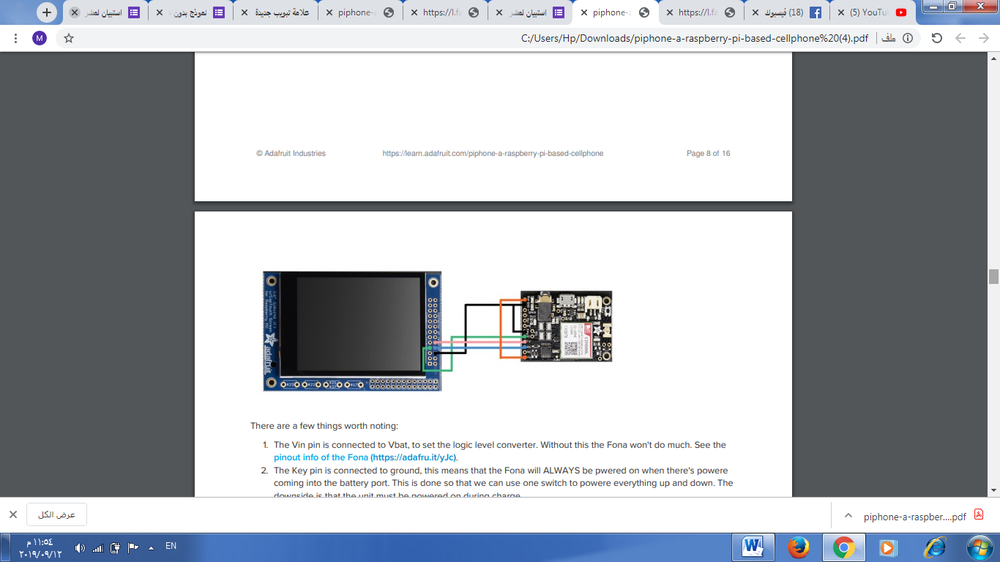 استبيان لمشر
نموذج بدون
علامة تبويب جديدة
piphone-a
https://l.fa
استبيان لمشر
piphone-a
https://l.fa
(18) فيسبوك
(5) YouTu
M
C:/Users/Hp/Downloads/piphone-a-raspberry-pi-based-cellphone%20(4).pdf
ملف
© Adafruit Industries
https://learn.adafruit.com/piphone-a-raspberry-pi-based-cellphone
Page 8 of 16
adafruit
There are a few things worth noting:
1. The Vin pin is connected to Vbat, to set the logic level converter. Without this the Fona won't do much. See the
pinout info of the Fona (https://adafru.it/yJc).
2. The Key pin is connected to ground, this means that the Fona will ALWAYS be pwered on when there's powere
coming into the battery port. This is done so that we can use one switch to powere everything up and down. The
downside is that the unit must be powered on during charge
عرض الكل
piphone-a-raspber....pdf
١١:٥٤ م
٢٠١٩/٠٩/١٢
EN